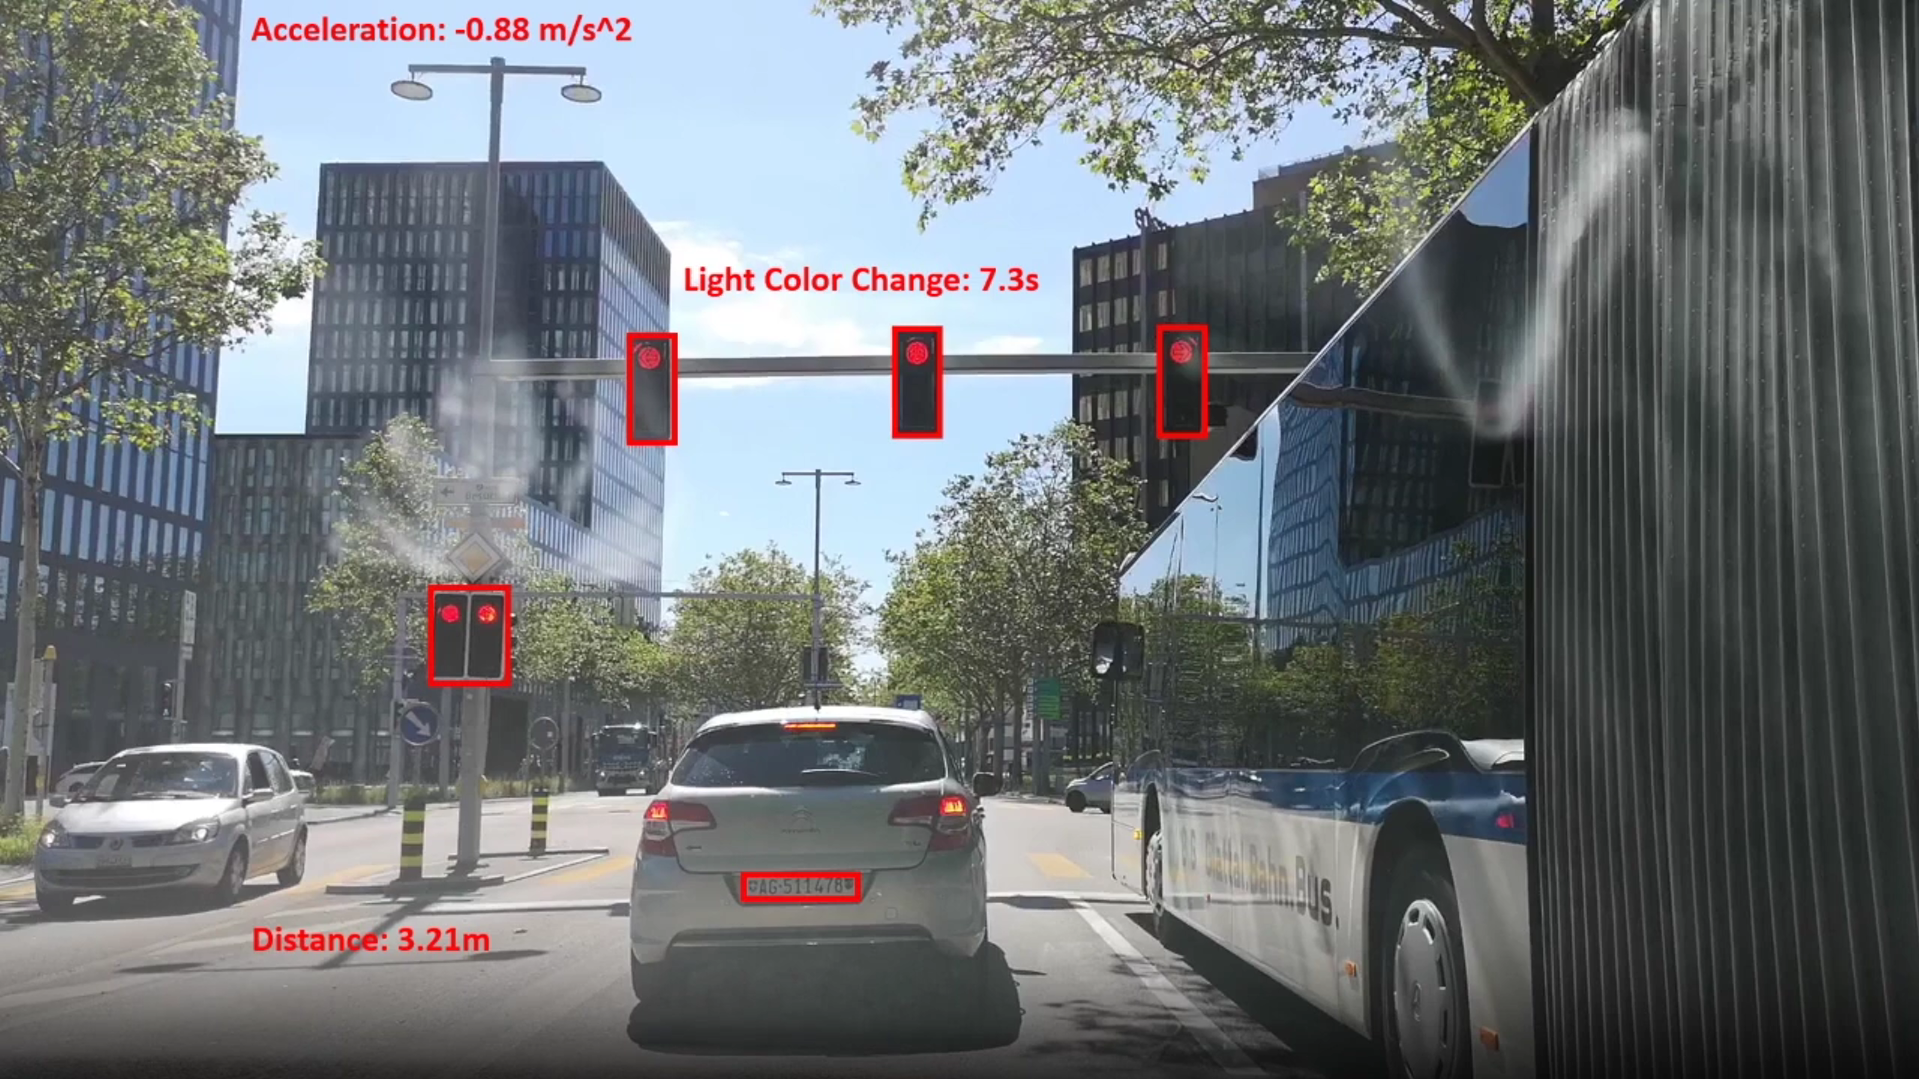 Acceleration: -0.88 m/s^2
Light Color Change: 7.3s
AG·511478
Glattal Bahn.Bus.
Distance: 3.21m